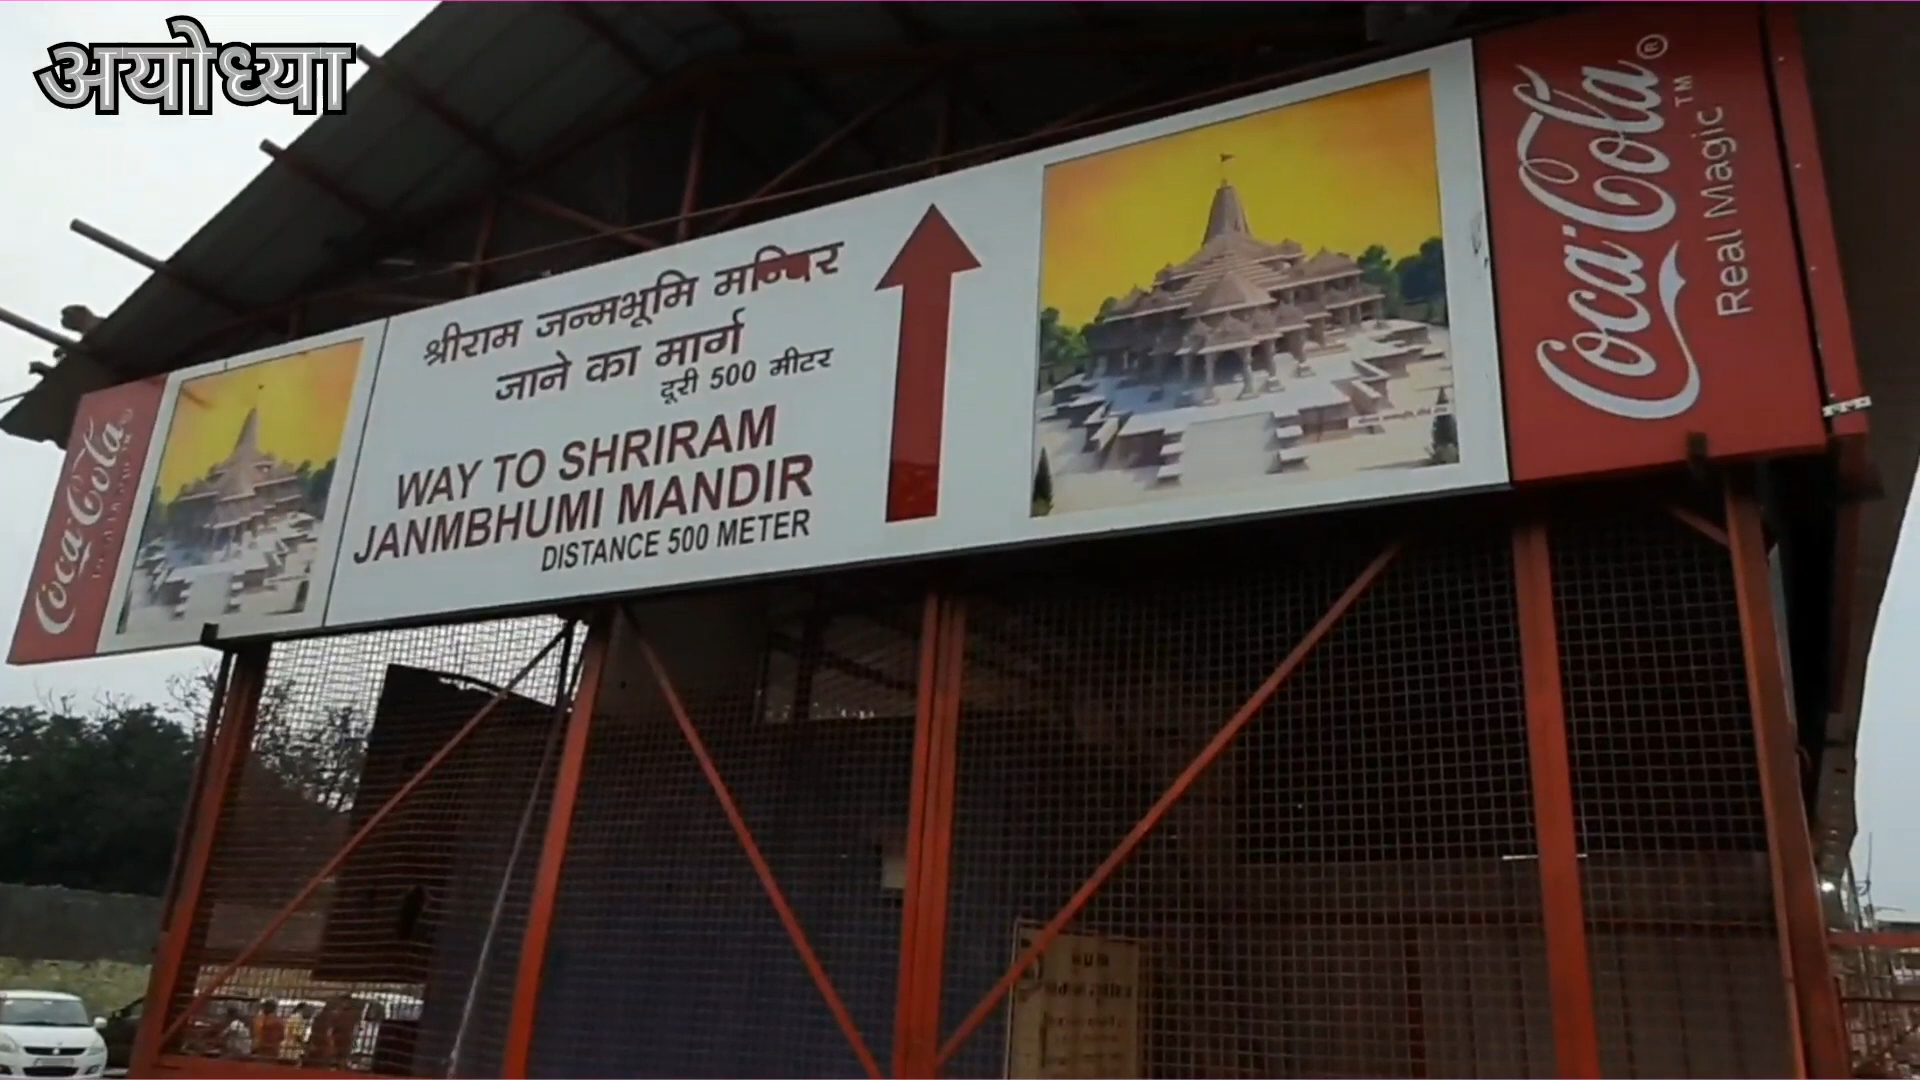 अयोध्या
श्रीराम जन्मभूमि मन्दिर
जाने का मार्ग
दूरी 500 मीटर
WAY TO SHRIRAM
JANMBHUMI MANDIR
DISTANCE 500 METER
Coca-Cola®
Real Magic™
Coca-Cola®